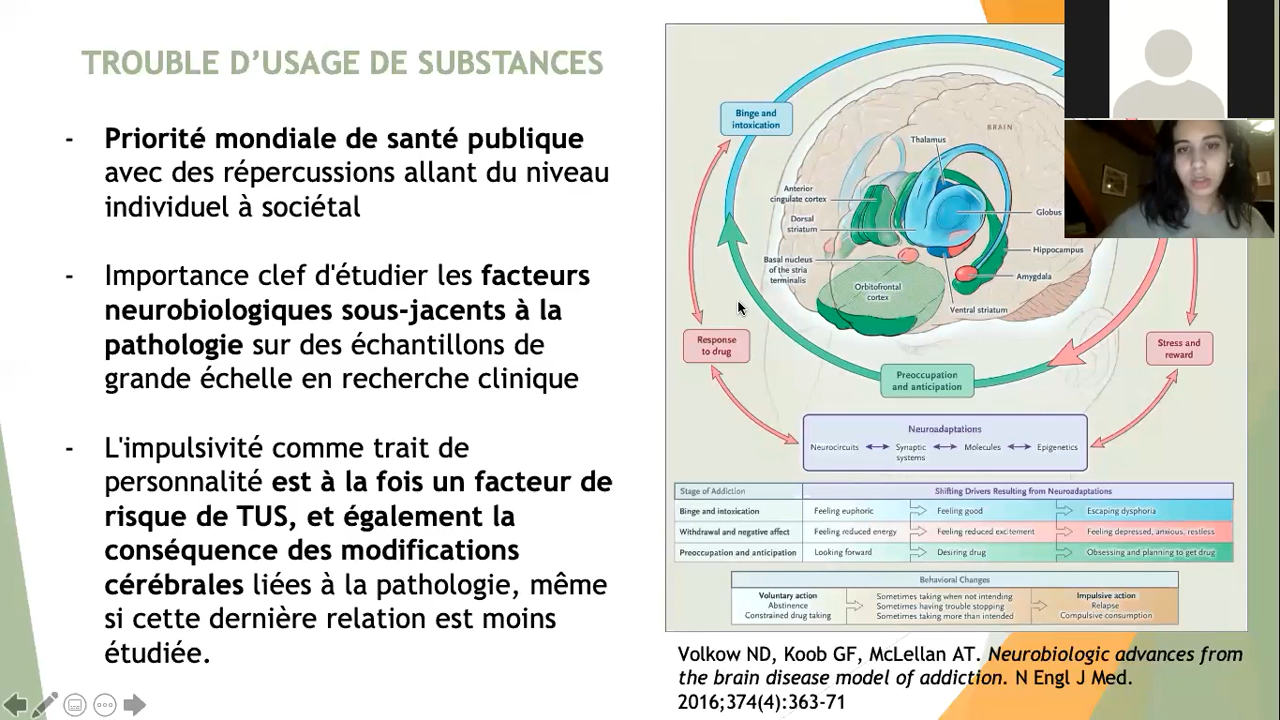 TROUBLE D’USAGE DE SUBSTANCES
- Priorité mondiale de santé publique
avec des répercussions allant du niveau
individuel à sociétal
- Importance clef d'étudier les facteurs
neurobiologiques sous-jacents à la
pathologie sur des échantillons de
grande échelle en recherche clinique
- L'impulsivité comme trait de
personnalité est à la fois un facteur de
risque de TUS, et également la
conséquence des modifications
cérébrales liées à la pathologie, même
si cette dernière relation est moins
étudiée.
Binge and
intoxication
BRAIN
Thalamus
Anterior
cingulate cortex
Dorsal
striatum
Globus
Basal nucleus
of the stria
terminalis
Hippocampus
Amygdala
Orbitofrontal
cortex
Ventral striatum
Response
to drug
Stress and
reward
Preoccupation
and anticipation
Neuroadaptations
Neurocircuits Synaptic systems Molecules Epigenetics
Stage of Addiction Shifting Drivers Resulting from Neuroadaptations
Binge and intoxication Feeling euphoric Feeling good Escaping dysphoria
Withdrawal and negative affect Feeling reduced energy Feeling reduced excitement Feeling depressed, anxious, restless
Preoccupation and anticipation Looking forward Desiring drug Obsessing and planning to get drug
Behavioral Changes
Voluntary action
Abstinence
Constrained drug taking
Sometimes taking when not intending
Sometimes having trouble stopping
Sometimes taking more than intended
Impulsive action
Relapse
Compulsive consumption
Volkow ND, Koob GF, McLellan AT. Neurobiologic advances from
the brain disease model of addiction. N Engl J Med.
2016;374(4):363-71